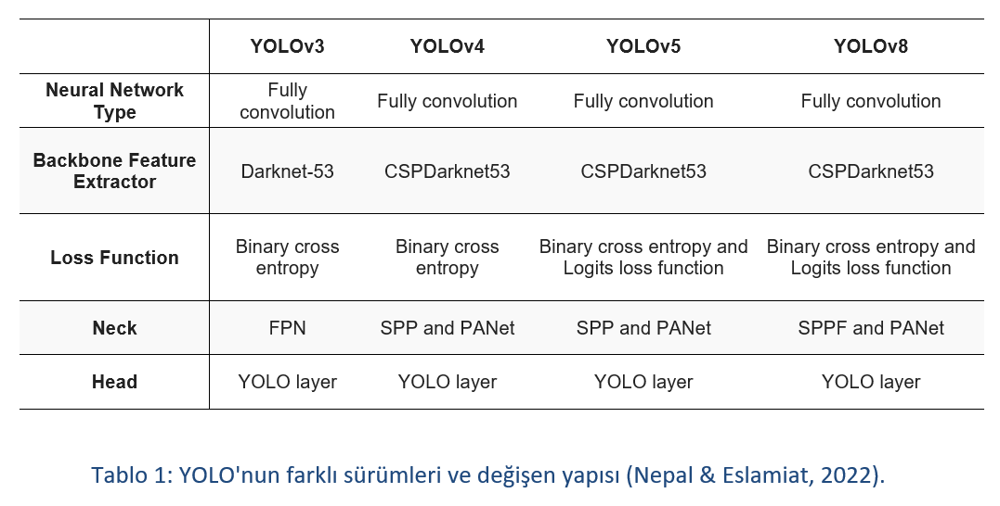 YOLOv3 YOLOv4 YOLOv5 YOLOv8
Neural Network Type Fully convolution Fully convolution Fully convolution Fully convolution
Backbone Feature Extractor Darknet-53 CSPDarknet53 CSPDarknet53 CSPDarknet53
Loss Function Binary cross entropy Binary cross entropy Binary cross entropy and Logits loss function Binary cross entropy and Logits loss function
Neck FPN SPP and PANet SPP and PANet SPPF and PANet
Head YOLO layer YOLO layer YOLO layer YOLO layer
Tablo 1: YOLO'nun farklı sürümleri ve değişen yapısı (Nepal & Eslamiat, 2022).